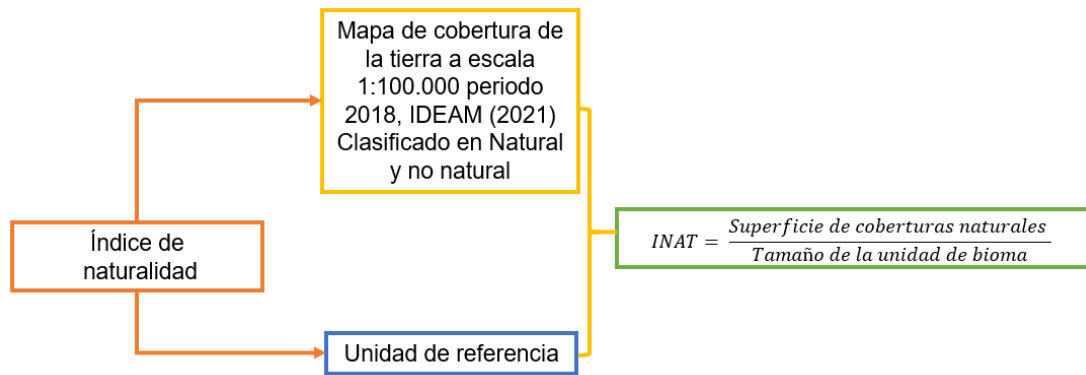 Mapa de cobertura de
la tierra a escala
1:100.000 periodo
2018, IDEAM (2021)
Clasificado en Natural
y no natural
Índice de
naturalidad
INAT = Superficie de coberturas naturales
Tamaño de la unidad de bioma
Unidad de referencia